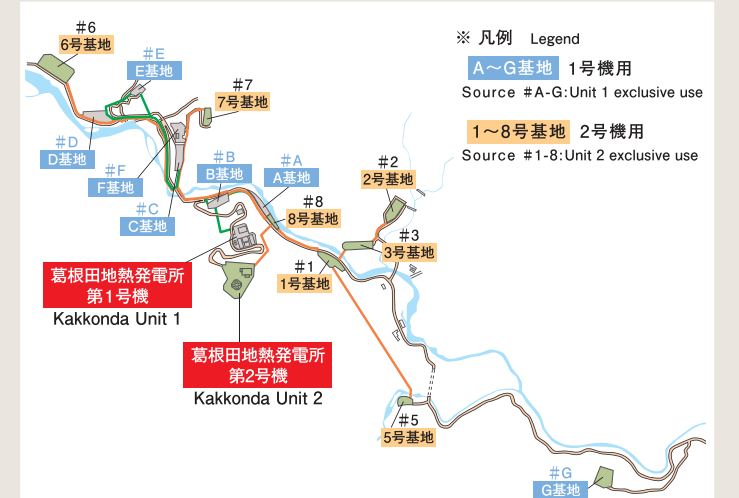 #6
6号基地
#E
E基地
#7
7号基地
#D
D基地
#F
F基地
#B
B基地
#A
A基地
#C
C基地
#8
8号基地
#2
2号基地
#3
3号基地
#1
1号基地
葛根田地熱発電所
第1号機
Kakkonda Unit 1
葛根田地熱発電所
第2号機
Kakkonda Unit 2
#5
5号基地
#G
G基地
※ 凡例 Legend
A〜G基地 1号機用
Source #A-G:Unit 1 exclusive use
1〜8号基地 2号機用
Source #1-8:Unit 2 exclusive use